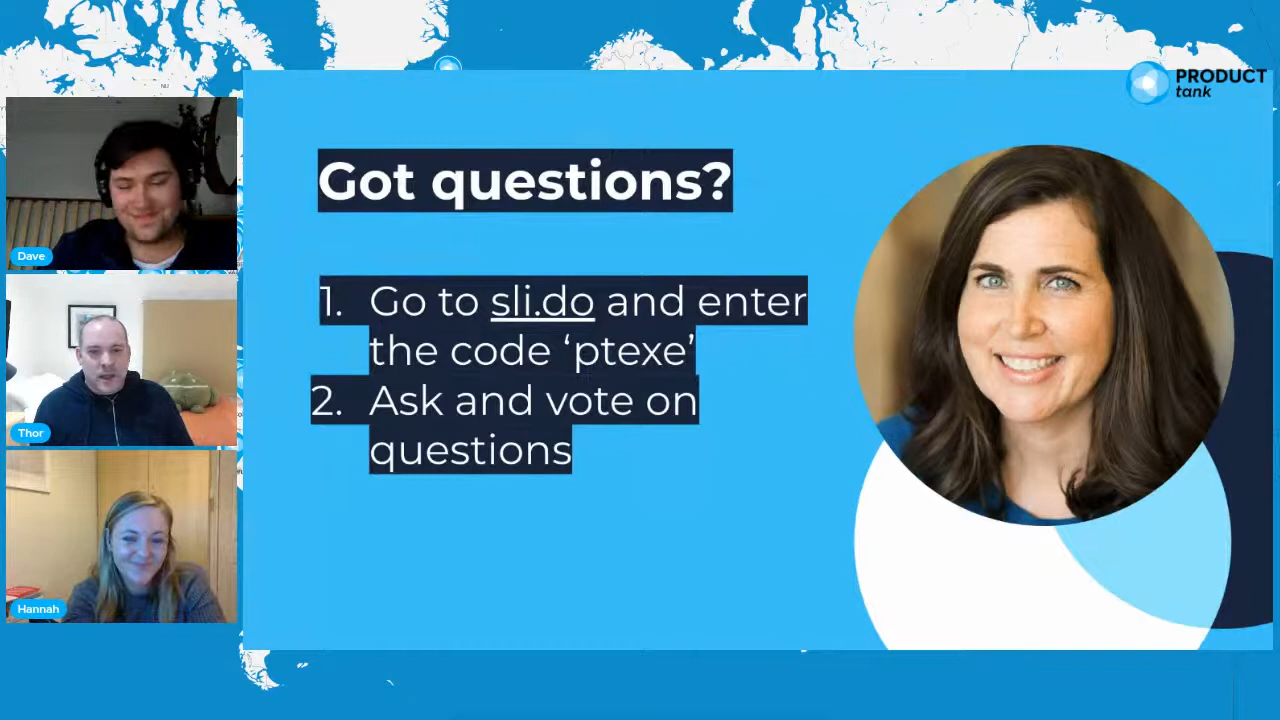 NU
PRODUCT
tank
Got questions?
1. Go to sli.do and enter
the code ‘ptexe’
2. Ask and vote on
questions
Dave
Thor
Hannah